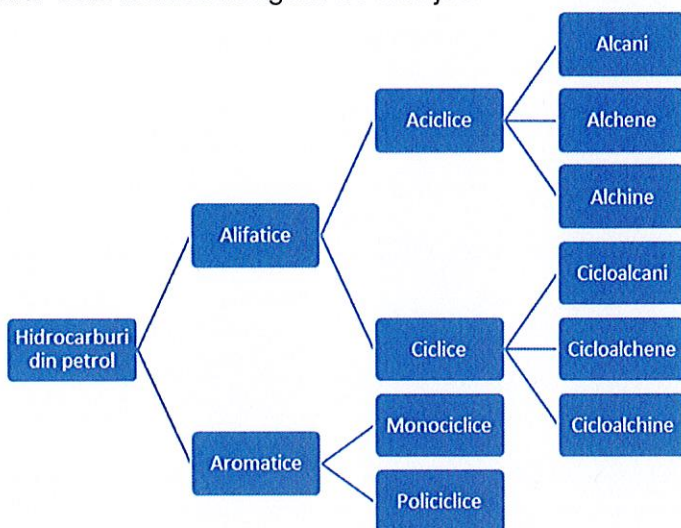 Alcani
Aciclice
Alchene
Alchine
Alifatice
Cicloalcani
Hidrocarburi
din petrol
Ciclice
Cicloalchene
Monociclice
Cicloalchine
Aromatice
Policiclice